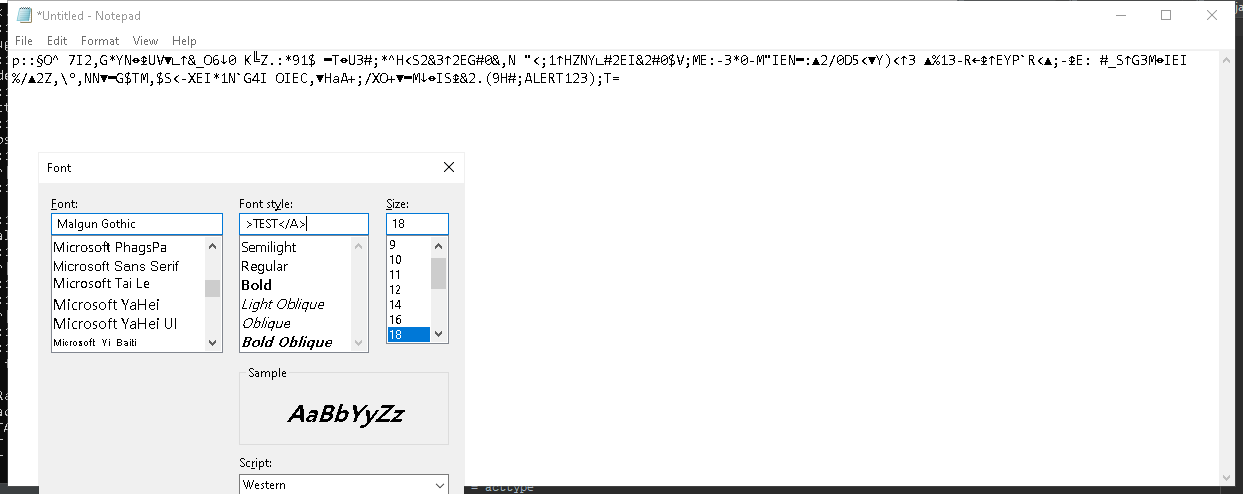 *Untitled - Notepad
File Edit Format View Help
p::§O^ 7I2,G*YN⬌⇭UV▼∟↑&_O6↓0 K╚Z.:*91$ ━T⬌U3#;*^H<S2&3↑2EG#0&,N "<;1↑HZNY∟#2EI&2#0$V;ME:-3*0-M"IEN━:▲2/0D5<▼Y)<↑3 ▲%13-R←⇭↑EYP`R<▲;-⇭E: #_S↑G3M⬌IEI
%/▲2Z,\º,NN▼━G$TM,$S<-XEI*1N`G4I OIEC,▼HaA+;/XO+▼━M↓⬌IS⇭&2.(9H#;ALERT123);T=
Font
Font: Font style: Size:
Malgun Gothic >TEST</A> 18
Microsoft PhagsPa
Microsoft Sans Serif
Microsoft Tai Le
Microsoft YaHei
Microsoft YaHei UI
Microsoft Yi Baiti
Semilight
Regular
Bold
Light Oblique
Oblique
Bold Oblique
9
10
11
12
14
16
18
Sample
AaBbYyZz
Script:
Western
= acttype